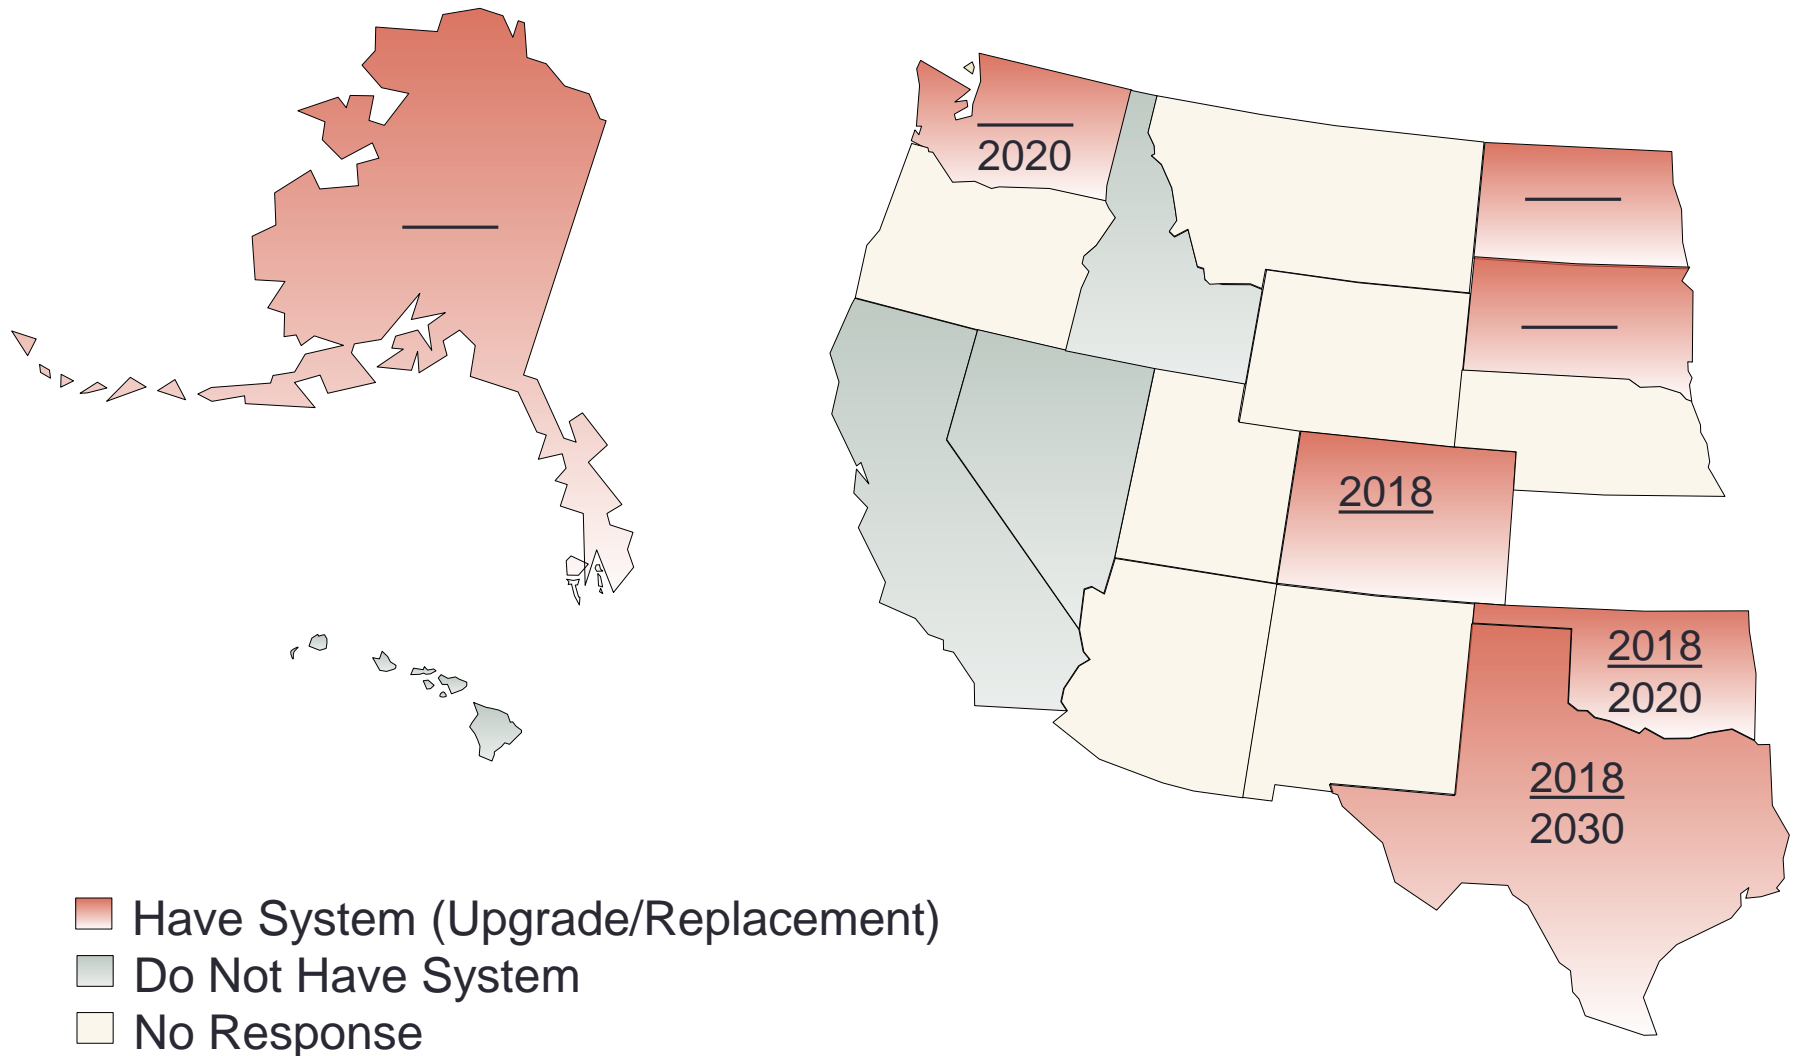 2020
2018
2018
2020
2018
2030
Have System (Upgrade/Replacement)
Do Not Have System
No Response